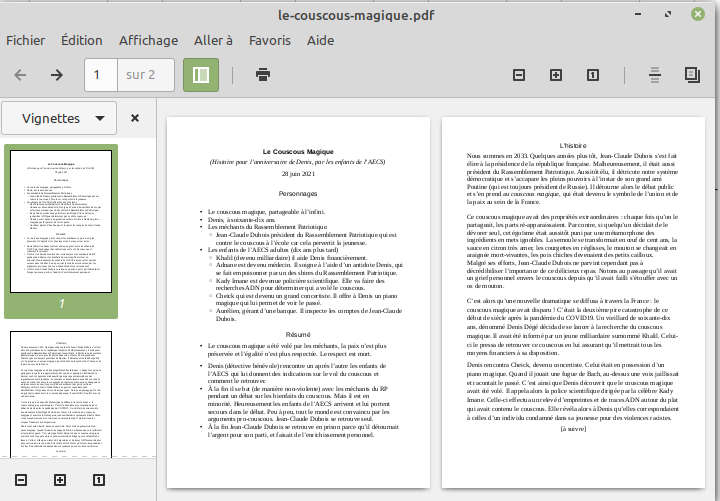 le-couscous-magique.pdf
Fichier Édition Affichage Aller à Favoris Aide
1 sur 2
Vignettes
1
Le Couscous Magique
(Histoire pour l'anniversaire de Denis, par les enfants de l'AECS)
28 juin 2021
Personnages
Le couscous magique, partageable à l'infini.
Denis, à soixante-dix ans.
Les méchants du Rassemblement Patriotique
Jean-Claude Dubois président du Rassemblement Patriotique qui est
contre le couscous à l'école car cela pervertit la jeunesse.
Les enfants de l'AECS adultes (dix ans plus tard)
Khalil (devenu milliardaire) il aide Denis financièrement.
Adnane est devenu médecin. Il soigne à l'aide d'un antidote Denis, qui
se fait empoisonner par un des sbires du Rassemblement Patriotique.
Kady Imane est devenue policière scientifique. Elle va faire des
recherches ADN pour déterminer qui a volé le couscous.
Cheick qui est devenu un grand concertiste. Il offre à Denis un piano
magique qui lui permet de voir le passé.
Aurélien, gérant d'une banque. Il inspecte les comptes de Jean-Claude
Dubois.
Résumé
Le couscous magique a été volé par les méchants, la paix n'est plus
préservée et l'égalité n'est plus respectée. Le respect est mort.
Denis (détective bénévole) rencontre un après l'autre les enfants de
l'AECS qui lui donnent des indications sur le vol du couscous et
comment le retrouver.
À la fin il se bat (de manière non-violente) avec les méchants du RP
pendant un débat sur les bienfaits du couscous. Mais il est en
minorité. Heureusement les enfants de l'AECS arrivent et lui portent
secours dans le débat. Peu à peu, tout le monde est convaincu par les
arguments pro-couscous. Jean-Claude Dubois se retrouve seul.
À la fin Jean-Claude Dubois se retrouve en prison parce qu'il détournait
l'argent pour son parti, et faisait de l'enrichissement personnel.
L'histoire
Nous sommes en 2033. Quelques années plus tôt, Jean-Claude Dubois s'est fait
élire à la présidence de la république française. Malheureusement, il était aussi
président du Rassemblement Patriotique. Aussitôt élu, il détricote notre système
démocratique et s'accapare les pleins pouvoirs à l'instar de son grand ami
Poutine (qui est toujours président de Russie). Il détourne alors le débat public
et s'en prend au couscous magique, qui était devenu le symbole de l'union et de
la paix au sein de la France.
Ce couscous magique avait des propriétés extraordinaires : chaque fois qu'on le
partageait, les parts ré-apparaissaient. Par contre, si quelqu'un décidait de le
dévorer seul, cet égoïsme était aussitôt puni par une métamorphose des
ingrédients en mets ignobles. La semoule se transformait en œuf de cent ans, la
sauce en citron très amer, les courgettes en réglisses, le mouton se changeait en
araignée mort-vivantes, les pois chiches devenaient des petits cailloux.
Malgré ses efforts, Jean-Claude Dubois ne parvint cependant pas à
décrédibiliser l'importance de ce délicieux repas. Notons au passage qu'il avait
un grief personnel envers le couscous depuis qu'il avait failli s'étouffer avec un
os de mouton.
C'est alors qu'une nouvelle dramatique se diffusa à travers la France : le
couscous magique avait disparu ! C'était la deuxième pire catastrophe de ce
début de siècle après la pandémie du COVID19. Un vieillard de soixante-dix
ans, dénommé Denis Dégé décida de se lancer à la recherche du couscous
magique. Il avait été informé par un jeune milliardaire surnommé Khalil. Celui-
ci le pressa de retrouver ce couscous en lui assurant qu'il mettrait tous les
moyens financiers à sa disposition.
Denis rencontra Cheick, devenu concertiste. Celui était en possession d'un
piano magique. Quand il jouait une fugue de Bach, au-dessus une voix jaillissait
et racontait le passé. C'est ainsi que Denis découvrit que le couscous magique
avait été volé. Il appela alors la police scientifique dirigée par la célèbre Kady
Imane. Celle-ci effectua un relevé d'empreintes et de traces ADN autour du plat
qui avait contenu le couscous. Elle révéla alors à Denis qu'elles correspondaient
à celles d'un individu condamné dans sa jeunesse pour des violences racistes.
(à suivre)